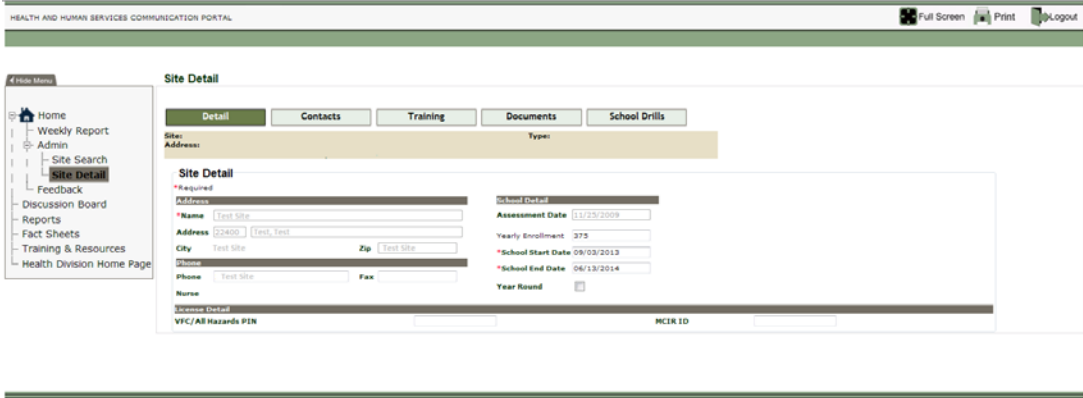 HEALTH AND HUMAN SERVICES COMMUNICATION PORTAL
Full Screen Print Logout
Hide Menu
Site Detail
Home
Weekly Report
Admin
Site Search
Site Detail
Feedback
Discussion Board
Reports
Fact Sheets
Training & Resources
Health Division Home Page
Detail Contacts Training Documents School Drills
Site: Type:
Address:
Site Detail
*Required
Address
*Name Test Site
Address 22400 Test, Test
City Test Site Zip Test Site
Phone
Phone Test Site Fax
Nurse
School Detail
Assessment Date 11/25/2009
Yearly Enrollment 375
*School Start Date 09/03/2013
*School End Date 06/13/2014
Year Round
License Detail
VFC/All Hazards PIN MCIR ID